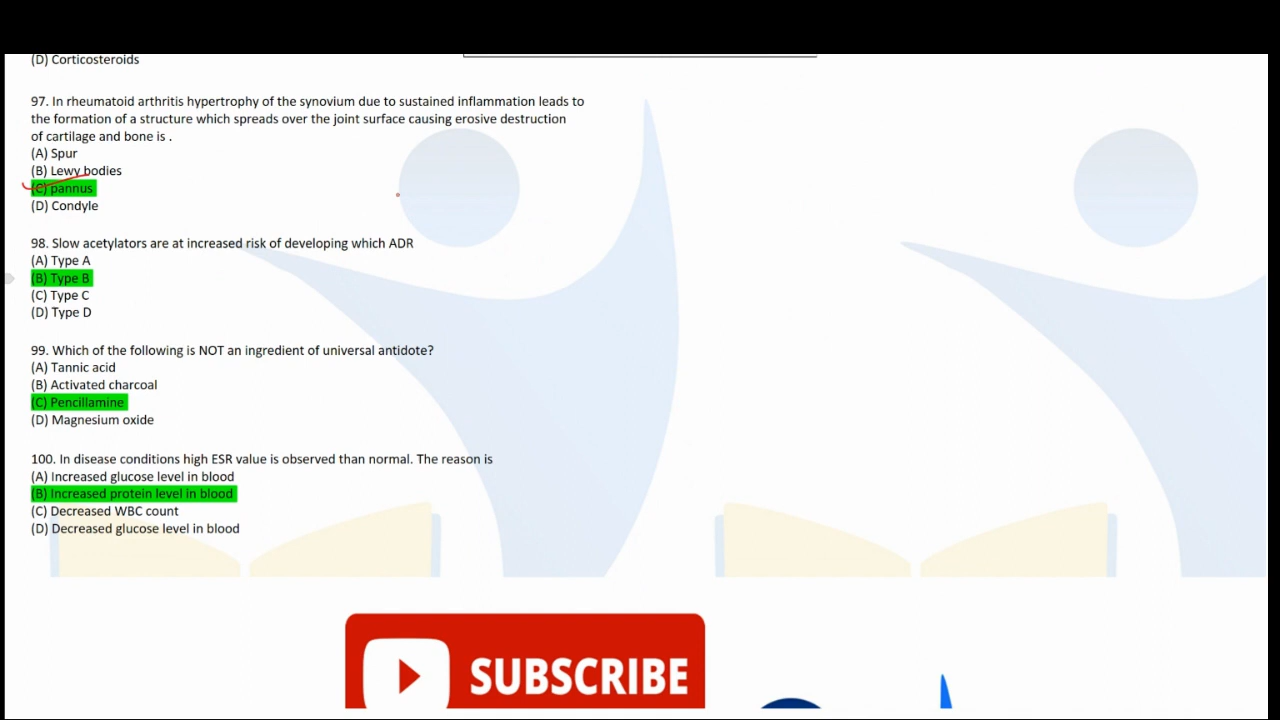 (D) Corticosteroids
97. In rheumatoid arthritis hypertrophy of the synovium due to sustained inflammation leads to
the formation of a structure which spreads over the joint surface causing erosive destruction
of cartilage and bone is .
(A) Spur
(B) Lewy bodies
(C) pannus
(D) Condyle
98. Slow acetylators are at increased risk of developing which ADR
(A) Type A
(B) Type B
(C) Type C
(D) Type D
99. Which of the following is NOT an ingredient of universal antidote?
(A) Tannic acid
(B) Activated charcoal
(C) Pencillamine
(D) Magnesium oxide
100. In disease conditions high ESR value is observed than normal. The reason is
(A) Increased glucose level in blood
(B) Increased protein level in blood
(C) Decreased WBC count
(D) Decreased glucose level in blood
SUBSCRIBE